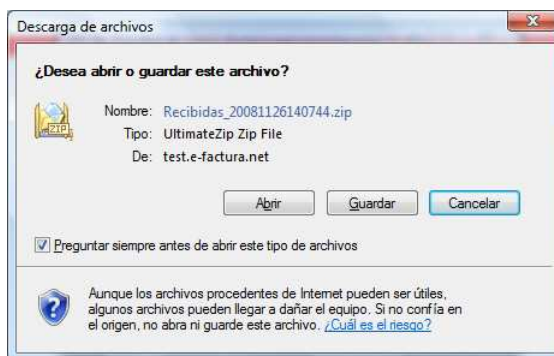 Descarga de archivos
¿Desea abrir o guardar este archivo?
Nombre: Recibidas_20081126140744.zip
Tipo: UltimateZip Zip File
De: test.e-factura.net
ZIP
Abrir Guardar Cancelar
Preguntar siempre antes de abrir este tipo de archivos
Aunque los archivos procedentes de Internet pueden ser útiles,
algunos archivos pueden llegar a dañar el equipo. Si no confía en
el origen, no abra ni guarde este archivo. ¿Cuál es el riesgo?